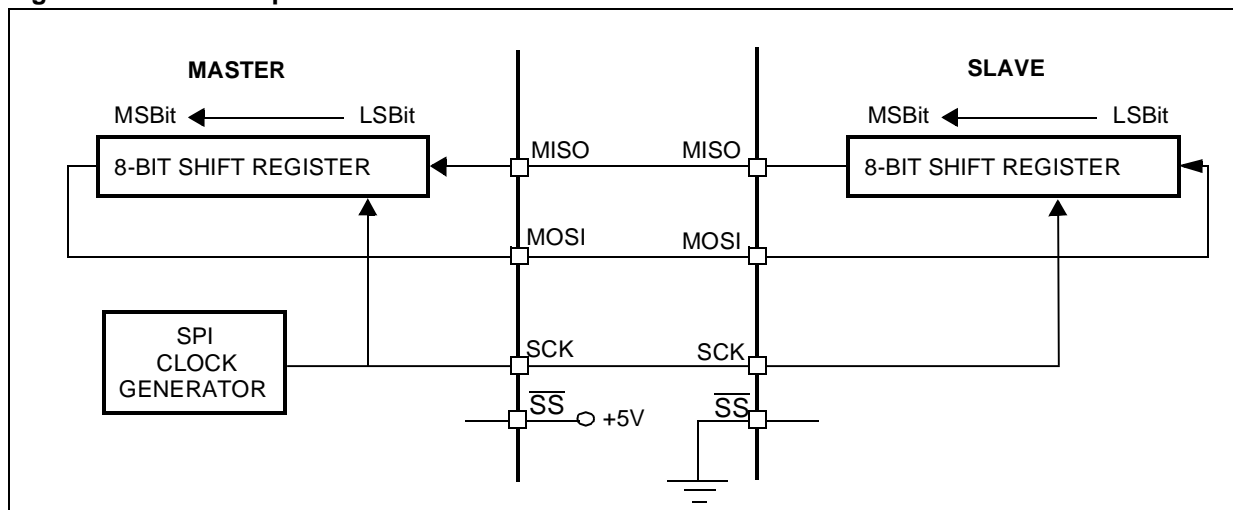 MASTER
SLAVE
MSBit LSBit
MSBit LSBit
8-BIT SHIFT REGISTER
MISO
MISO
8-BIT SHIFT REGISTER
MOSI
MOSI
SPI
CLOCK
GENERATOR
SCK
SCK
SS
+5V
SS